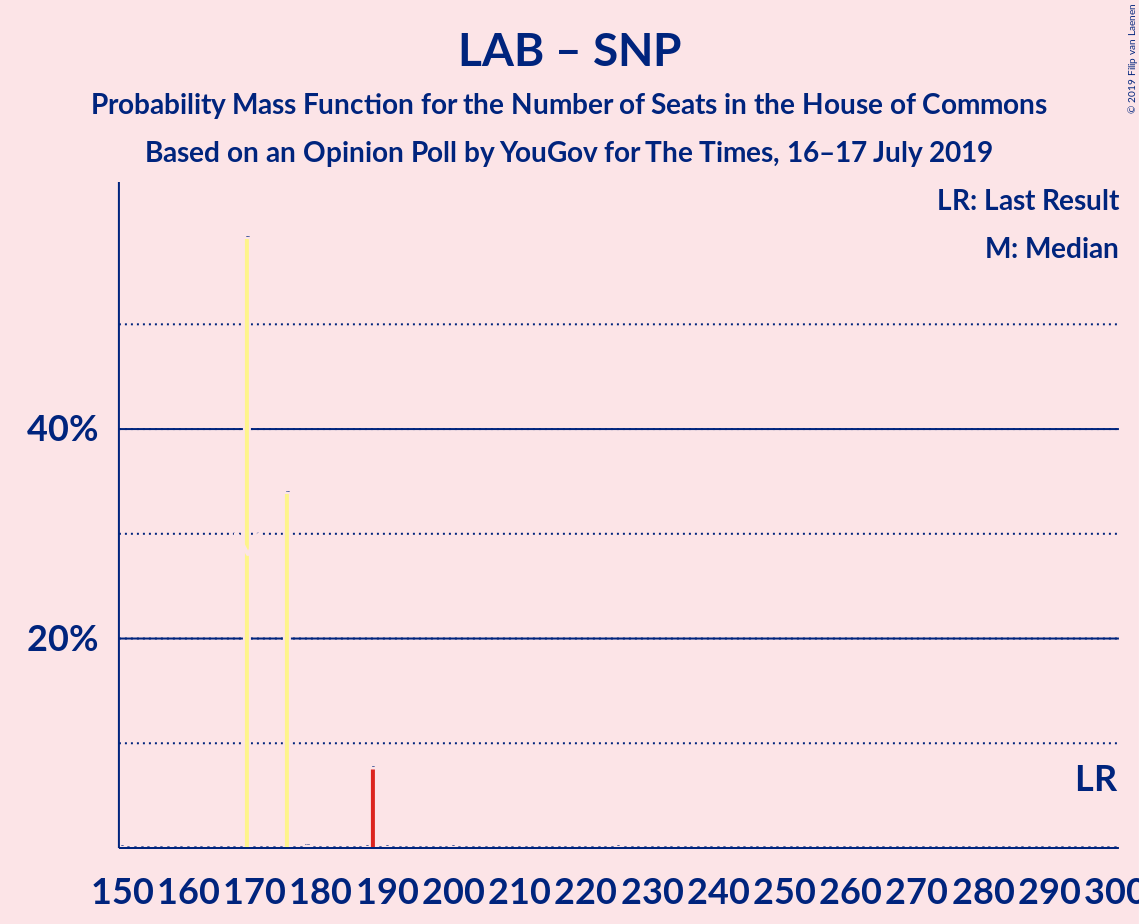 LAB – SNP
Probability Mass Function for the Number of Seats in the House of Commons
Based on an Opinion Poll by YouGov for The Times, 16–17 July 2019
© 2019 Filip van Laenen
LR: Last Result
M: Median
40%
20%
LR
150 160 170 180 190 200 210 220 230 240 250 260 270 280 290 300